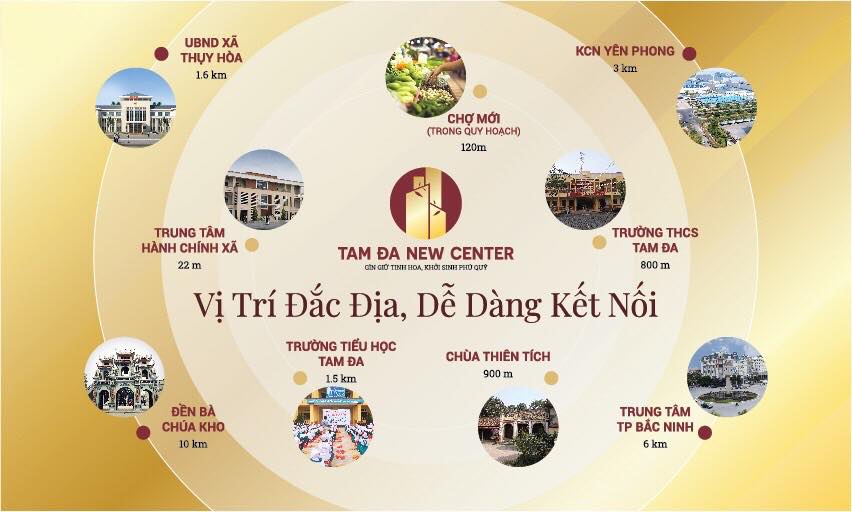 UBND XÃ
THỤY HÒA
1.6 km
KCN YÊN PHONG
3 km
CHỢ MỚI
(TRONG QUY HOẠCH)
120m
TRUNG TÂM
HÀNH CHÍNH XÃ
22 m
TAM ĐA NEW CENTER
GÌN GIỮ TINH HOA, KHỞI SINH PHÚ QUÝ
TRƯỜNG THCS
TAM ĐA
800 m
Vị Trí Đắc Địa, Dễ Dàng Kết Nối
TRƯỜNG TIỂU HỌC
TAM ĐA
1.5 km
CHÙA THIÊN TÍCH
900 m
ĐỀN BÀ
CHÚA KHO
10 km
TRUNG TÂM
TP BẮC NINH
6 km